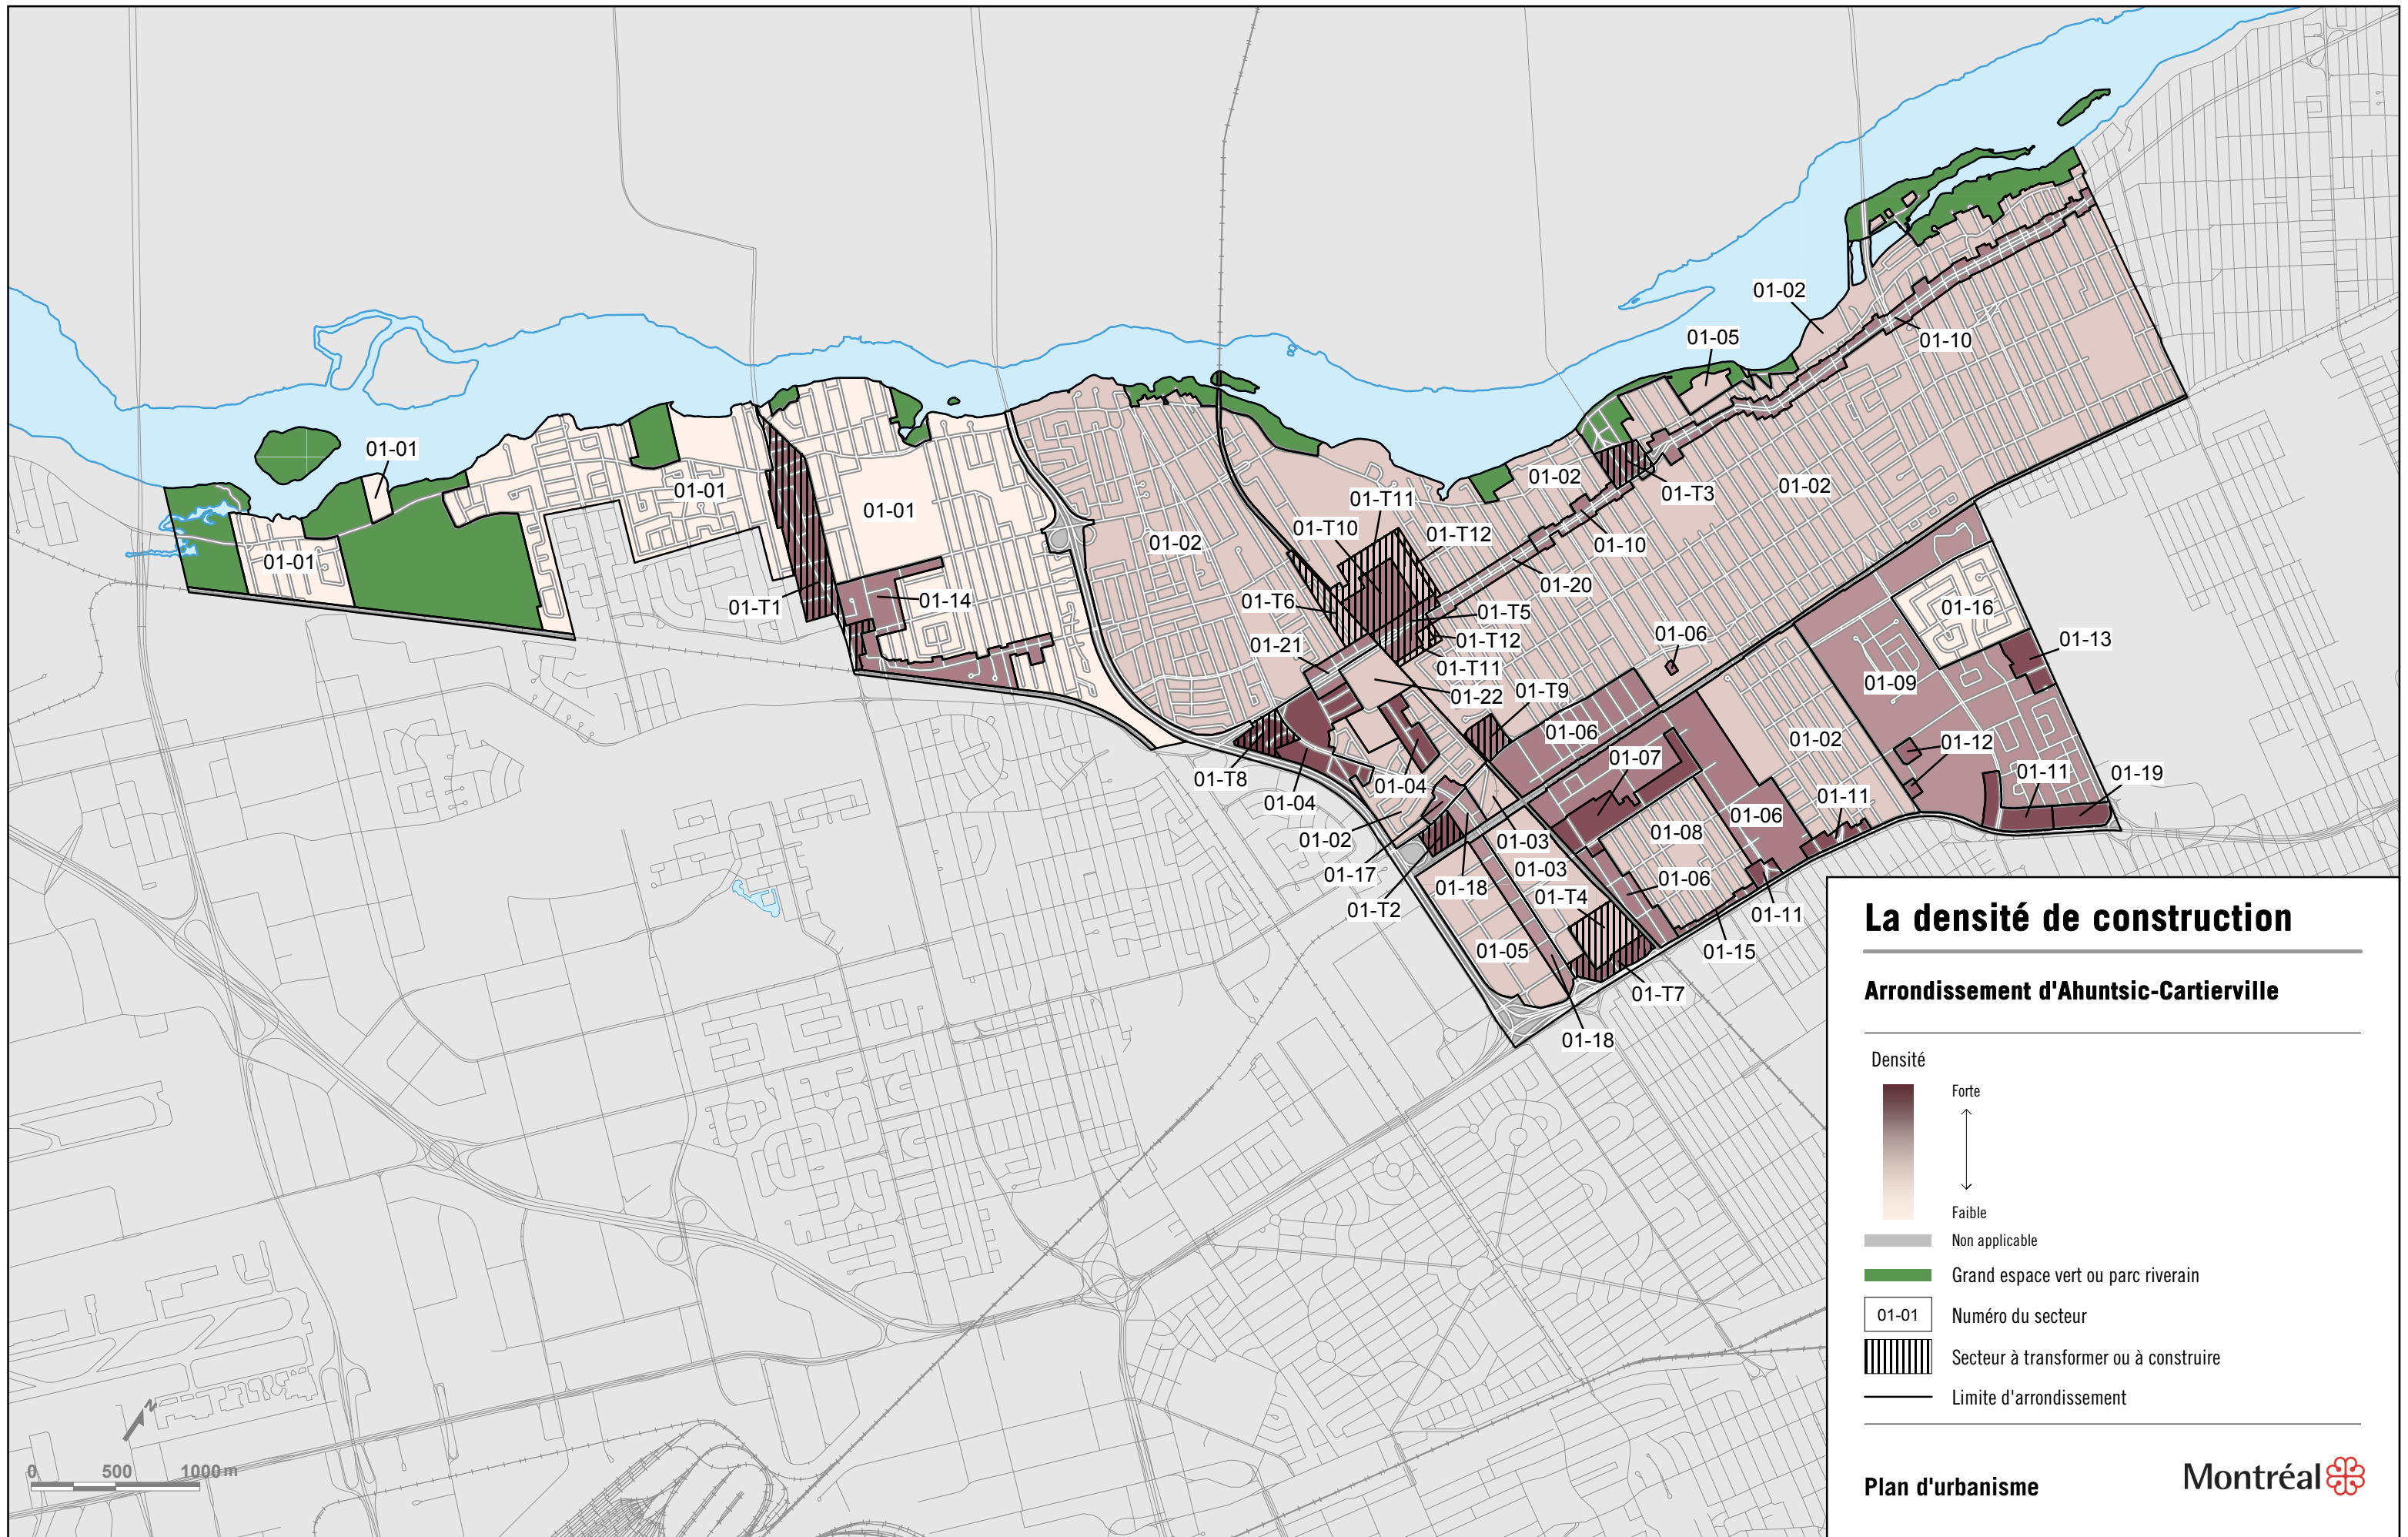 01-02
01-05
01-10
01-01
01-01
01-02
01-02
01-T3
01-T11
01-01
01-T10
01-T12
01-02
01-10
01-01
01-20
01-14
01-T1
01-T6
01-T5
01-16
01-06
01-T12
01-13
01-21
01-T11
01-09
01-T9
01-22
01-06
01-02
01-12
01-07
01-T8
01-04
01-11
01-19
01-04
01-11
01-06
01-08
01-02
01-03
01-03
01-17
01-06
01-18
01-T4
01-T2
01-11
01-05
01-15
01-T7
01-18
La densité de construction
Arrondissement d'Ahuntsic-Cartierville
Densité
Forte
Faible
Non applicable
Grand espace vert ou parc riverain
01-01 Numéro du secteur
Secteur à transformer ou à construire
Limite d'arrondissement
Plan d'urbanisme
Montréal
N
0 500 1000 m